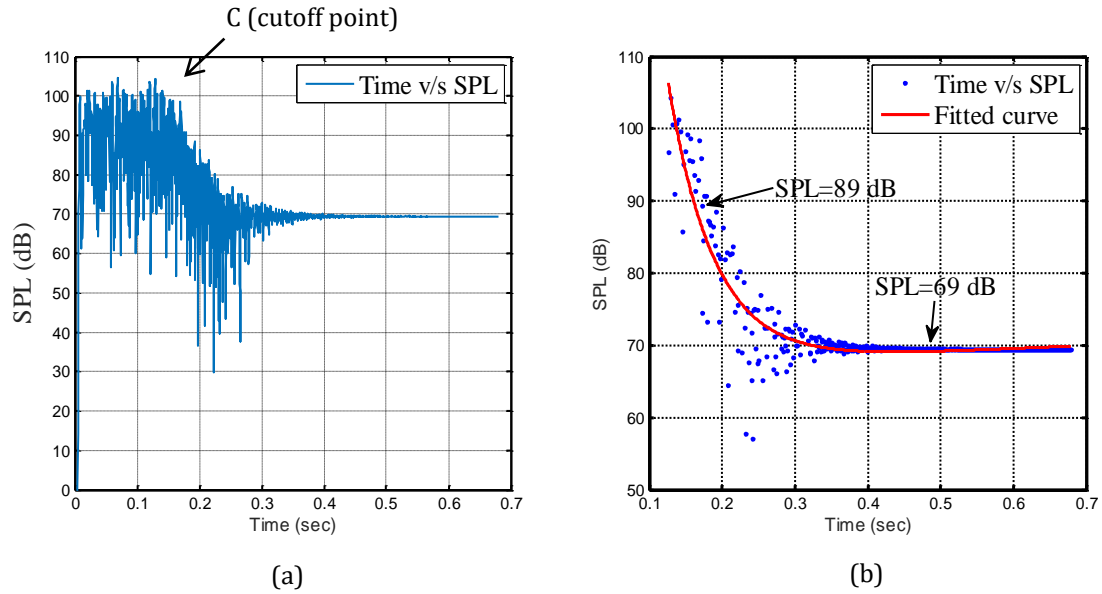 C (cutoff point)
110
100
90
80
70
60
50
40
30
20
10
0
SPL (dB)
Time v/s SPL
0 0.1 0.2 0.3 0.4 0.5 0.6 0.7
Time (sec)
(a)
110
100
90
80
70
60
50
SPL (dB)
Time v/s SPL
Fitted curve
SPL=89 dB
SPL=69 dB
0.1 0.2 0.3 0.4 0.5 0.6 0.7
Time (sec)
(b)